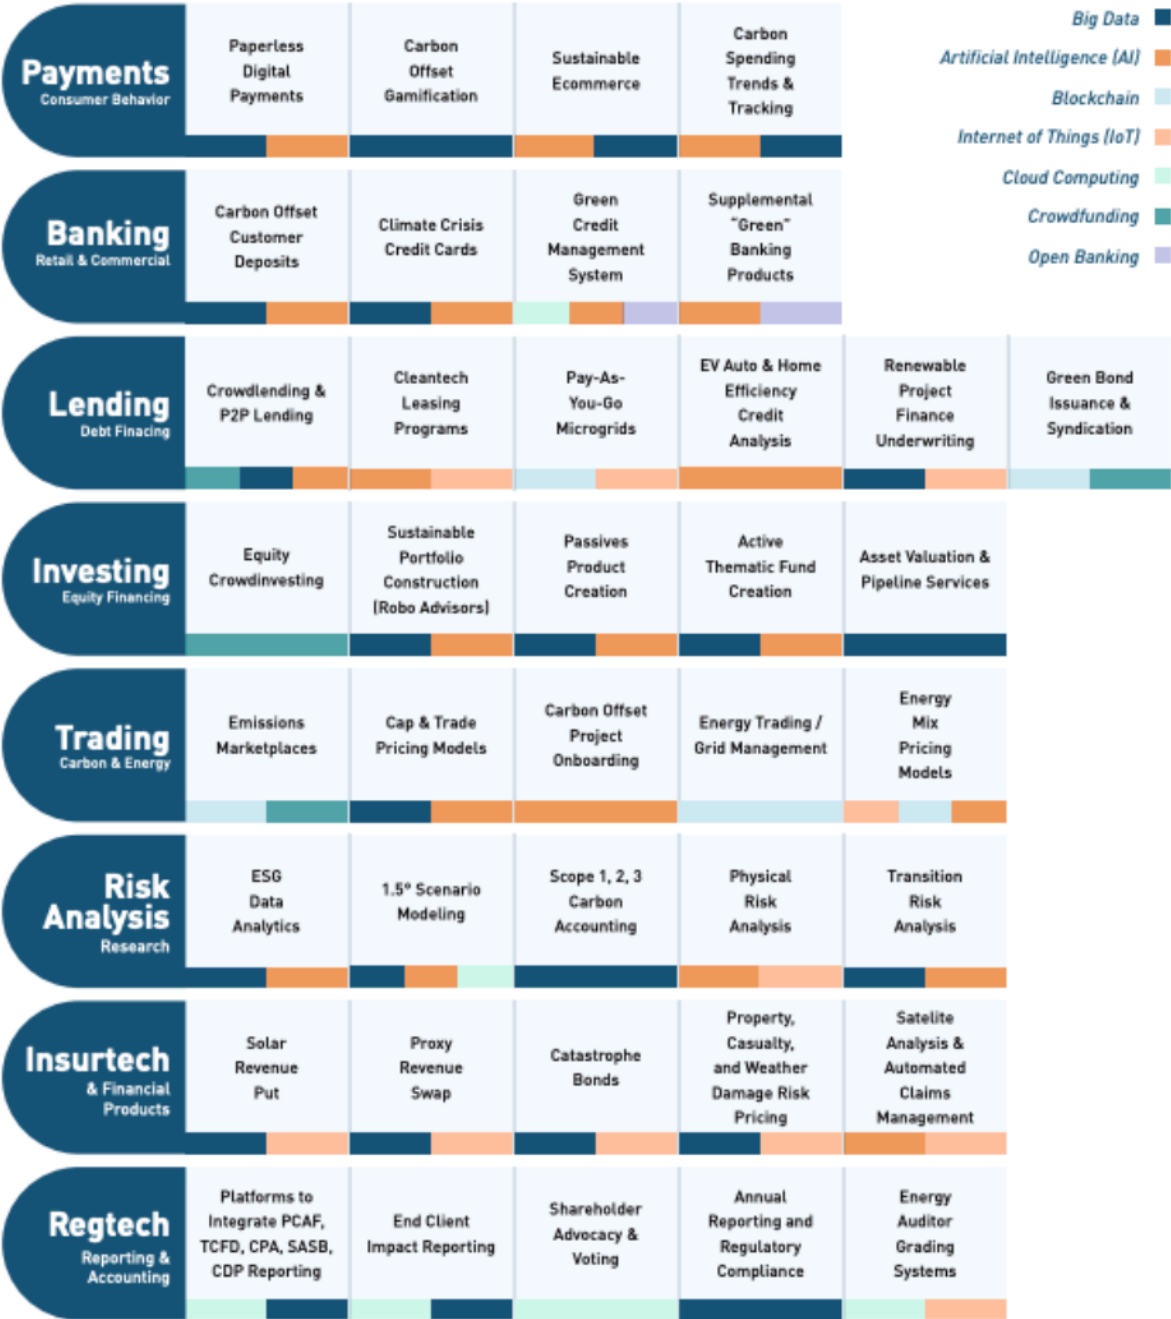 Big Data
Artificial Intelligence (AI)
Blockchain
Internet of Things (IoT)
Cloud Computing
Crowdfunding
Open Banking
Payments
Consumer Behavior
Paperless
Digital
Payments
Carbon
Offset
Gamification
Sustainable
Ecommerce
Carbon
Spending
Trends &
Tracking
Banking
Retail & Commercial
Carbon Offset
Customer
Deposits
Climate Crisis
Credit Cards
Green
Credit
Management
System
Supplemental
"Green"
Banking
Products
Lending
Debt Finacing
Crowdlending &
P2P Lending
Cleantech
Leasing
Programs
Pay-As-
You-Go
Microgrids
EV Auto & Home
Efficiency
Credit
Analysis
Renewable
Project
Finance
Underwriting
Green Bond
Issuance &
Syndication
Investing
Equity Financing
Equity
Crowdinvesting
Sustainable
Portfolio
Construction
(Robo Advisors)
Passives
Product
Creation
Active
Thematic Fund
Creation
Asset Valuation &
Pipeline Services
Trading
Carbon & Energy
Emissions
Marketplaces
Cap & Trade
Pricing Models
Carbon Offset
Project
Onboarding
Energy Trading /
Grid Management
Energy
Mix
Pricing
Models
Risk
Analysis
Research
ESG
Data
Analytics
1.5° Scenario
Modeling
Scope 1, 2, 3
Carbon
Accounting
Physical
Risk
Analysis
Transition
Risk
Analysis
Insurtech
& Financial
Products
Solar
Revenue
Put
Proxy
Revenue
Swap
Catastrophe
Bonds
Property,
Casualty,
and Weather
Damage Risk
Pricing
Satelite
Analysis &
Automated
Claims
Management
Regtech
Reporting &
Accounting
Platforms to
Integrate PCAF,
TCFD, CPA, SASB,
CDP Reporting
End Client
Impact Reporting
Shareholder
Advocacy &
Voting
Annual
Reporting and
Regulatory
Compliance
Energy
Auditor
Grading
Systems